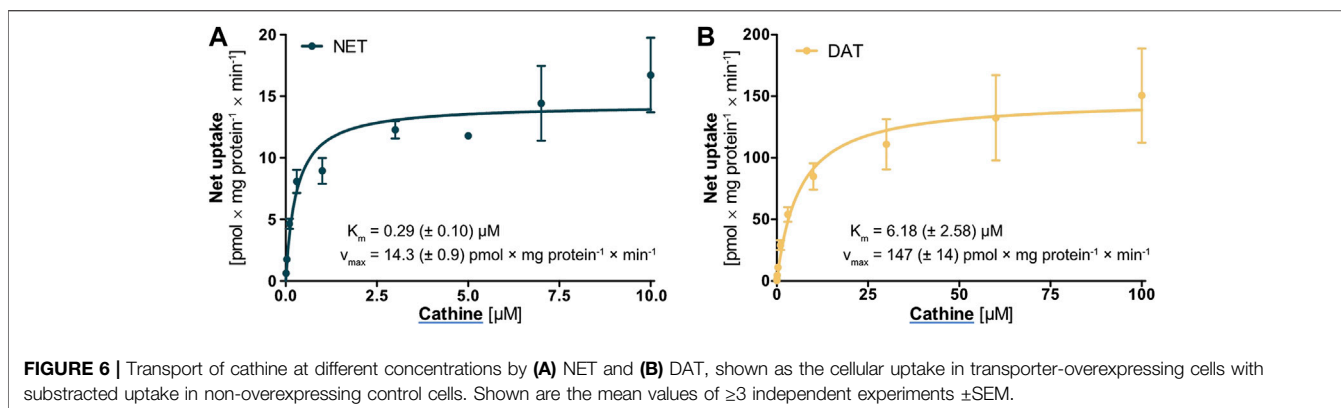 A
NET
Net uptake
[pmol × mg protein⁻¹ × min⁻¹]
20
15
10
5
0
0.0
2.5
5.0
7.5
10.0
Cathine [µM]
Kₘ = 0.29 (± 0.10) µM
vₘₐₓ = 14.3 (± 0.9) pmol × mg protein⁻¹ × min⁻¹
B
DAT
Net uptake
[pmol × mg protein⁻¹ × min⁻¹]
200
150
100
50
0
0
25
50
75
100
Cathine [µM]
Kₘ = 6.18 (± 2.58) µM
vₘₐₓ = 147 (± 14) pmol × mg protein⁻¹ × min⁻¹
FIGURE 6 | Transport of cathine at different concentrations by (A) NET and (B) DAT, shown as the cellular uptake in transporter-overexpressing cells with
substracted uptake in non-overexpressing control cells. Shown are the mean values of ≥3 independent experiments ±SEM.